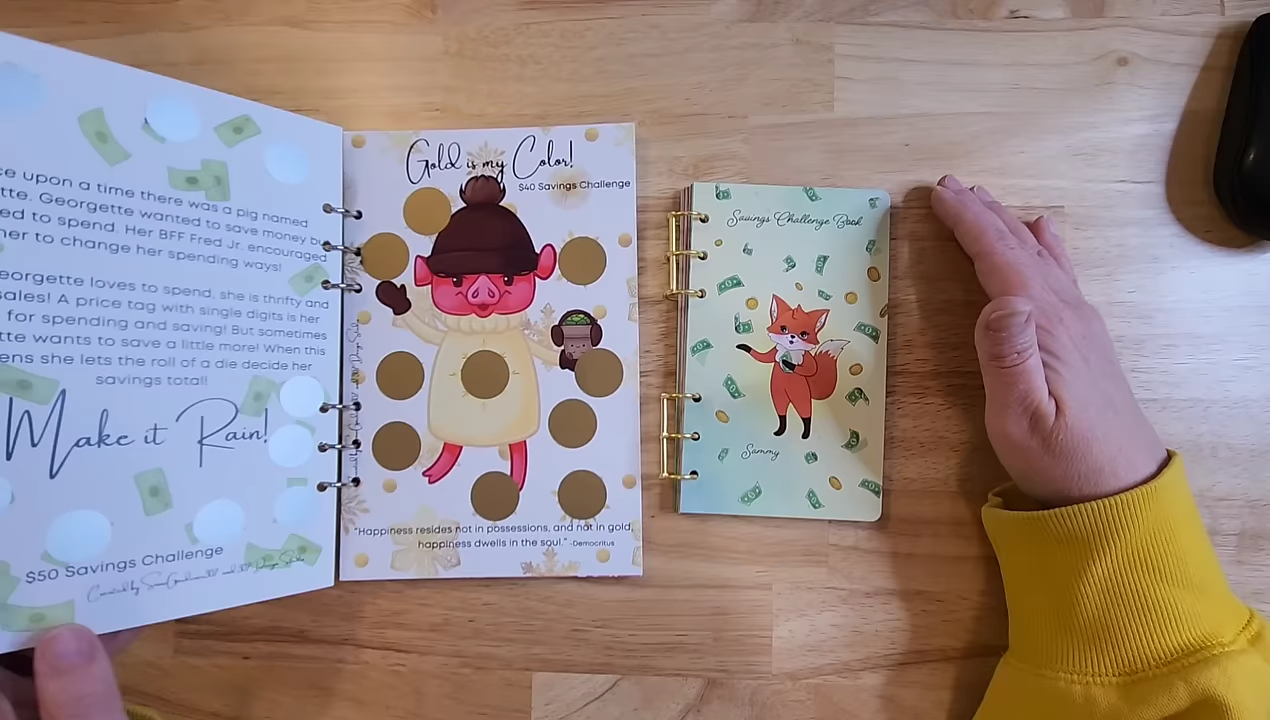 ce upon a time there was a pig named
tte. Georgette wanted to save money bu
ed to spend. Her BFF Fred Jr. encouraged
her to change her spending ways!
eorgette loves to spend, she is thrifty and
sales! A price tag with single digits is her
for spending and saving! But sometimes
tte wants to save a little more! When this
ens she lets the roll of a die decide her
savings total!
Make it Rain!
$50 Savings Challenge
Created by
Gold is my Color!
$40 Savings Challenge
"Happiness resides not in possessions, and not in gold,
happiness dwells in the soul." -Democritus
Savings Challenge Book
Sammy